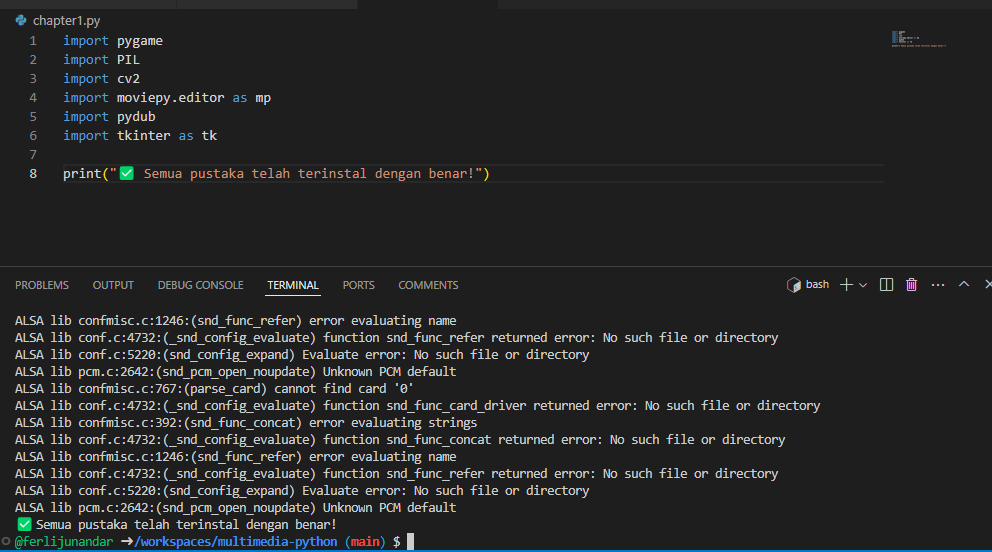 chapter1.py
1 import pygame
2 import PIL
3 import cv2
4 import moviepy.editor as mp
5 import pydub
6 import tkinter as tk
7
8 print("✅ Semua pustaka telah terinstal dengan benar!")
PROBLEMS OUTPUT DEBUG CONSOLE TERMINAL PORTS COMMENTS bash
ALSA lib confmisc.c:1246:(snd_func_refer) error evaluating name
ALSA lib conf.c:4732:(_snd_config_evaluate) function snd_func_refer returned error: No such file or directory
ALSA lib conf.c:5220:(snd_config_expand) Evaluate error: No such file or directory
ALSA lib pcm.c:2642:(snd_pcm_open_noupdate) Unknown PCM default
ALSA lib confmisc.c:767:(parse_card) cannot find card '0'
ALSA lib conf.c:4732:(_snd_config_evaluate) function snd_func_card_driver returned error: No such file or directory
ALSA lib confmisc.c:392:(snd_func_concat) error evaluating strings
ALSA lib conf.c:4732:(_snd_config_evaluate) function snd_func_concat returned error: No such file or directory
ALSA lib confmisc.c:1246:(snd_func_refer) error evaluating name
ALSA lib conf.c:4732:(_snd_config_evaluate) function snd_func_refer returned error: No such file or directory
ALSA lib conf.c:5220:(snd_config_expand) Evaluate error: No such file or directory
ALSA lib pcm.c:2642:(snd_pcm_open_noupdate) Unknown PCM default
✅ Semua pustaka telah terinstal dengan benar!
@ferlijunandar ➜ /workspaces/multimedia-python (main) $